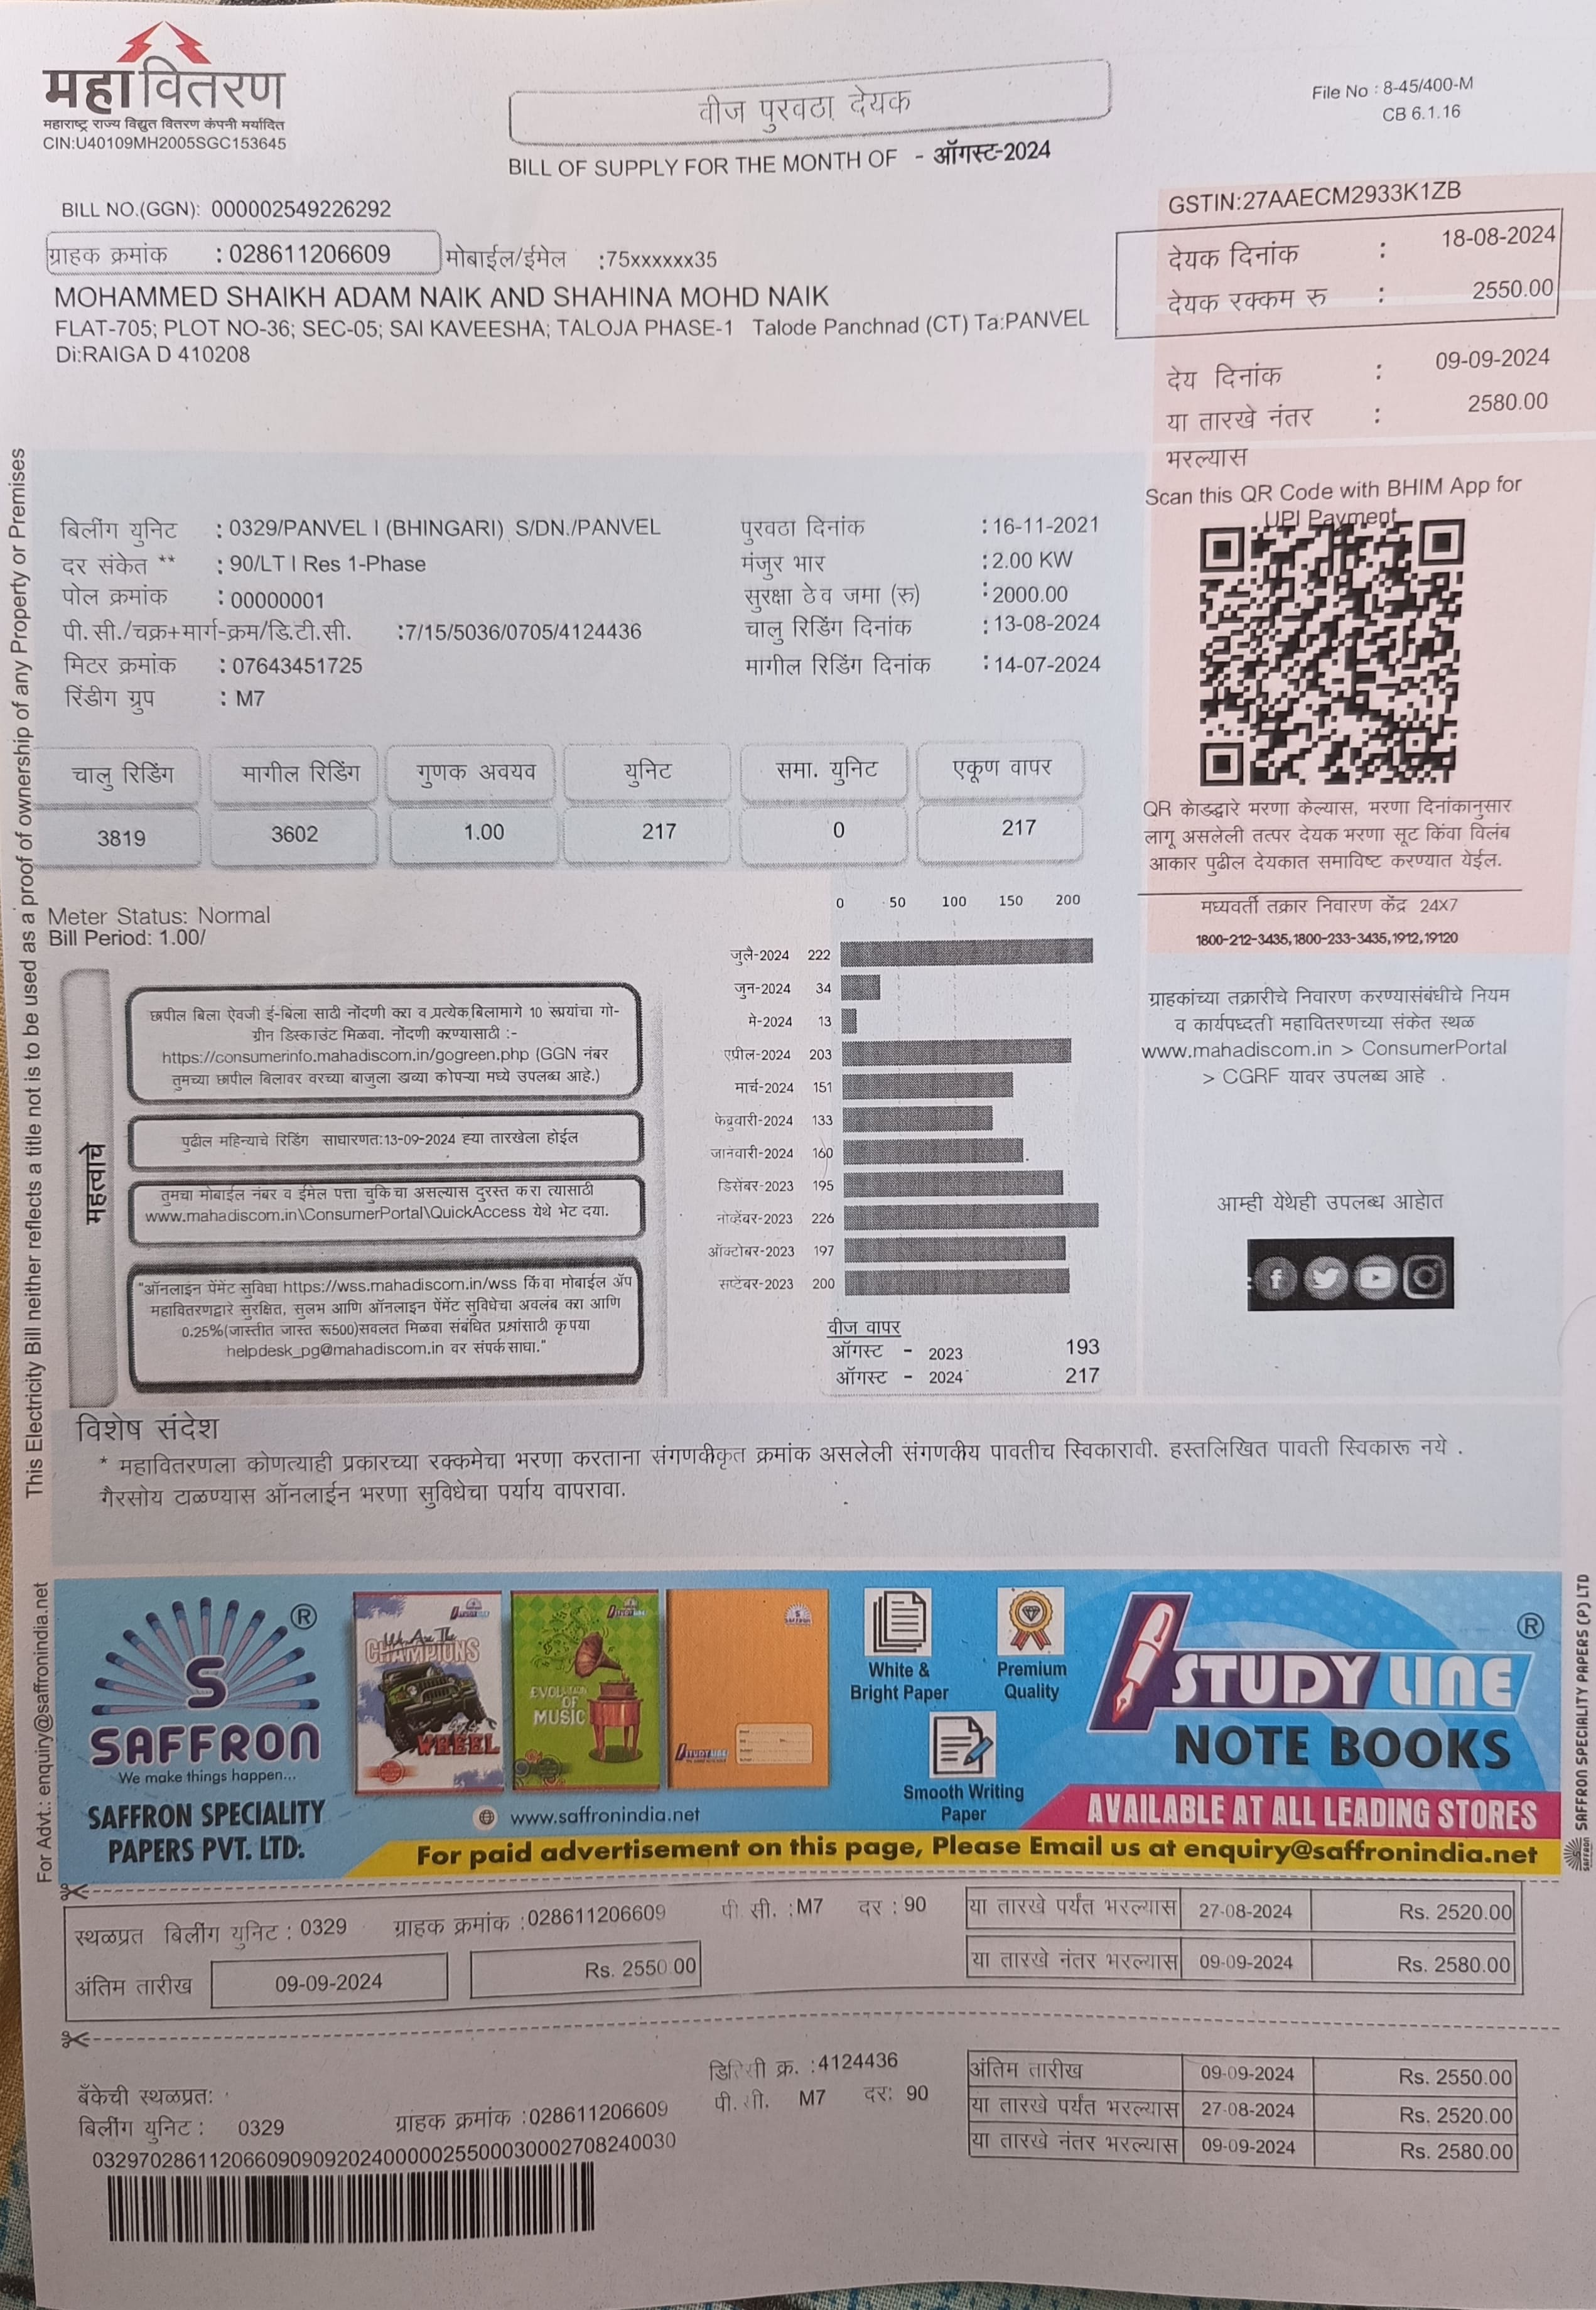 महावितरण
महाराष्ट्र राज्य विद्युत वितरण कंपनी मर्यादित
CIN:U40109MH2005SGC153645
वीज पुरवठा देयक
BILL OF SUPPLY FOR THE MONTH OF - ऑगस्ट-2024
File No : 8-45/400-M
CB 6.1.16
BILL NO.(GGN): 000002549226292
ग्राहक क्रमांक : 028611206609 मोबाईल/ईमेल :75xxxxxx35
MOHAMMED SHAIKH ADAM NAIK AND SHAHINA MOHD NAIK
FLAT-705; PLOT NO-36; SEC-05; SAI KAVEESHA; TALOJA PHASE-1 Talode Panchnad (CT) Ta:PANVEL
Di:RAIGA D 410208
GSTIN:27AAECM2933K1ZB
देयक दिनांक : 18-08-2024
देयक रक्कम रु : 2550.00
देय दिनांक : 09-09-2024
या तारखे नंतर : 2580.00
भरल्यास
Scan this QR Code with BHIM App for
UPI Payment
बिलींग युनिट : 0329/PANVEL I (BHINGARI) S/DN./PANVEL
दर संकेत ** : 90/LT I Res 1-Phase
पोल क्रमांक : 00000001
पी.सी./चक्र+मार्ग-क्रम/डि.टी.सी. :7/15/5036/0705/4124436
मिटर क्रमांक : 07643451725
रिंडीग ग्रुप : M7
पुरवठा दिनांक : 16-11-2021
मंजुर भार : 2.00 KW
सुरक्षा ठेव जमा (रु) : 2000.00
चालु रिडिंग दिनांक : 13-08-2024
मागील रिडिंग दिनांक : 14-07-2024
चालु रिडिंग मागील रिडिंग गुणक अवयव युनिट समा. युनिट एकूण वापर
3819 3602 1.00 217 0 217
QR कोडद्वारे भरणा केल्यास, भरणा दिनांकानुसार
लागू असलेली तत्पर देयक भरणा सूट किंवा विलंब
आकार पुढील देयकात समाविष्ट करण्यात येईल.
मध्यवर्ती तक्रार निवारण केंद्र 24X7
1800-212-3435,1800-233-3435,1912,19120
ग्राहकांच्या तक्रारीचे निवारण करण्यासंबंधीचे नियम
व कार्यपध्दती महावितरणच्या संकेत स्थळ
www.mahadiscom.in > ConsumerPortal
> CGRF यावर उपलब्ध आहे .
आम्ही येथेही उपलब्ध आहोत
Meter Status: Normal
Bill Period: 1.00/
महत्वाचे
छापील बिला ऐवजी ई-बिला साठी नोंदणी करा व प्रत्येक बिलामागे 10 रूपयांचा गो-
ग्रीन डिस्काउंट मिळवा. नोंदणी करण्यासाठी :-
https://consumerinfo.mahadiscom.in/gogreen.php (GGN नंबर
तुमच्या छापील बिलावर वरच्या बाजुला डाव्या कोपऱ्या मध्ये उपलब्ध आहे.)
पुढील महिन्याचे रिडिंग साधारणत:13-09-2024 ह्या तारखेला होईल
तुमचा मोबाईल नंबर व ईमेल पत्ता चुकिचा असल्यास दुरस्त करा त्यासाठी
www.mahadiscom.in\ConsumerPortal\QuickAccess येथे भेट दया.
"ऑनलाइन पेंमेंट सुविधा https://wss.mahadiscom.in/wss किंवा मोबाईल ॲप
महावितरणद्वारे सुरक्षित, सुलभ आणि ऑनलाइन पेंमेंट सुविधेचा अवलंब करा आणि
0.25%(जास्तीत जास्त रू500)सवलत मिळवा संबंधित प्रश्नांसाठी कृपया
helpdesk_pg@mahadiscom.in वर संपर्क साधा."
0 50 100 150 200
जुलै-2024 222
जुन-2024 34
मे-2024 13
एप्रील-2024 203
मार्च-2024 151
फेब्रुवारी-2024 133
जानवारी-2024 160
डिसेंबर-2023 195
नोव्हेंबर-2023 226
ऑक्टोबर-2023 197
सप्टेंबर-2023 200
वीज वापर
ऑगस्ट - 2023 193
ऑगस्ट - 2024 217
विशेष संदेश
* महावितरणला कोणत्याही प्रकारच्या रक्कमेचा भरणा करताना संगणकीकृत क्रमांक असलेली संगणकीय पावतीच स्विकारावी. हस्तलिखित पावती स्विकारू नये .
गैरसोय टाळण्यास ऑनलाईन भरणा सुविधेचा पर्याय वापरावा.
This Electricity Bill neither reflects a title not is to be used as a proof of ownership of any Property or Premises
For Advt.: enquiry@saffronindia.net
S
SAFFRON ®
We make things happen...
SAFFRON SPECIALITY
PAPERS PVT. LTD.
We Are The
CHAMPIONS
WHEEL
EVOLUTION
OF
MUSIC
STUDY LINE
www.saffronindia.net
White &
Bright Paper
Premium
Quality
Smooth Writing
Paper
STUDY LINE ®
NOTE BOOKS
AVAILABLE AT ALL LEADING STORES
For paid advertisement on this page, Please Email us at enquiry@saffronindia.net
SAFFRON SPECIALITY PAPERS (P) LTD
SAFFRON
स्थळप्रत बिलींग युनिट : 0329 ग्राहक क्रमांक :028611206609 पी. सी. : M7 दर : 90
अंतिम तारीख 09-09-2024 Rs. 2550.00
या तारखे पर्यंत भरल्यास 27-08-2024 Rs. 2520.00
या तारखे नंतर भरल्यास 09-09-2024 Rs. 2580.00
बँकेची स्थळप्रत:
बिलींग युनिट : 0329 ग्राहक क्रमांक :028611206609
डिटिसी क्र. :4124436
पी. सी. M7 दर: 90
अंतिम तारीख 09-09-2024 Rs. 2550.00
या तारखे पर्यंत भरल्यास 27-08-2024 Rs. 2520.00
या तारखे नंतर भरल्यास 09-09-2024 Rs. 2580.00
0329702861120660909092024000002550003000270824​0030